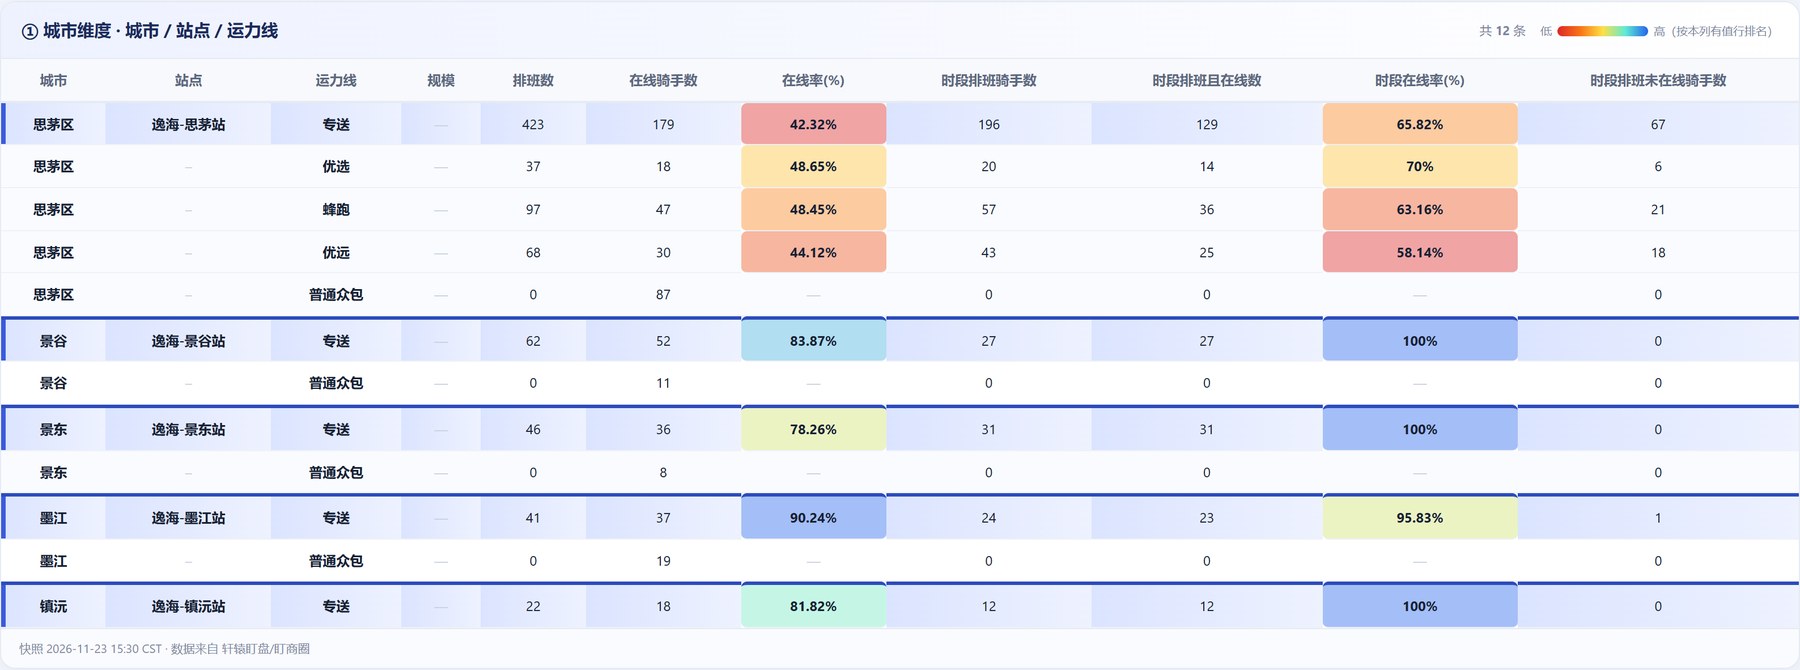 ① 城市维度 · 城市 / 站点 / 运力线
共 12 条 低 高 (按本列有值行排名)
城市 站点 运力线 规模 排班数 在线骑手数 在线率(%) 时段排班骑手数 时段排班且在线数 时段在线率(%) 时段排班未在线骑手数
思茅区 逸海-思茅站 专送 — 423 179 42.32% 196 129 65.82% 67
思茅区 – 优选 — 37 18 48.65% 20 14 70% 6
思茅区 – 蜂跑 — 97 47 48.45% 57 36 63.16% 21
思茅区 – 优远 — 68 30 44.12% 43 25 58.14% 18
思茅区 – 普通众包 — 0 87 — 0 0 — 0
景谷 逸海-景谷站 专送 — 62 52 83.87% 27 27 100% 0
景谷 – 普通众包 — 0 11 — 0 0 — 0
景东 逸海-景东站 专送 — 46 36 78.26% 31 31 100% 0
景东 – 普通众包 — 0 8 — 0 0 — 0
墨江 逸海-墨江站 专送 — 41 37 90.24% 24 23 95.83% 1
墨江 – 普通众包 — 0 19 — 0 0 — 0
镇沅 逸海-镇沅站 专送 — 22 18 81.82% 12 12 100% 0
快照 2026-11-23 15:30 CST · 数据来自 轩辕盯盘/盯商圈